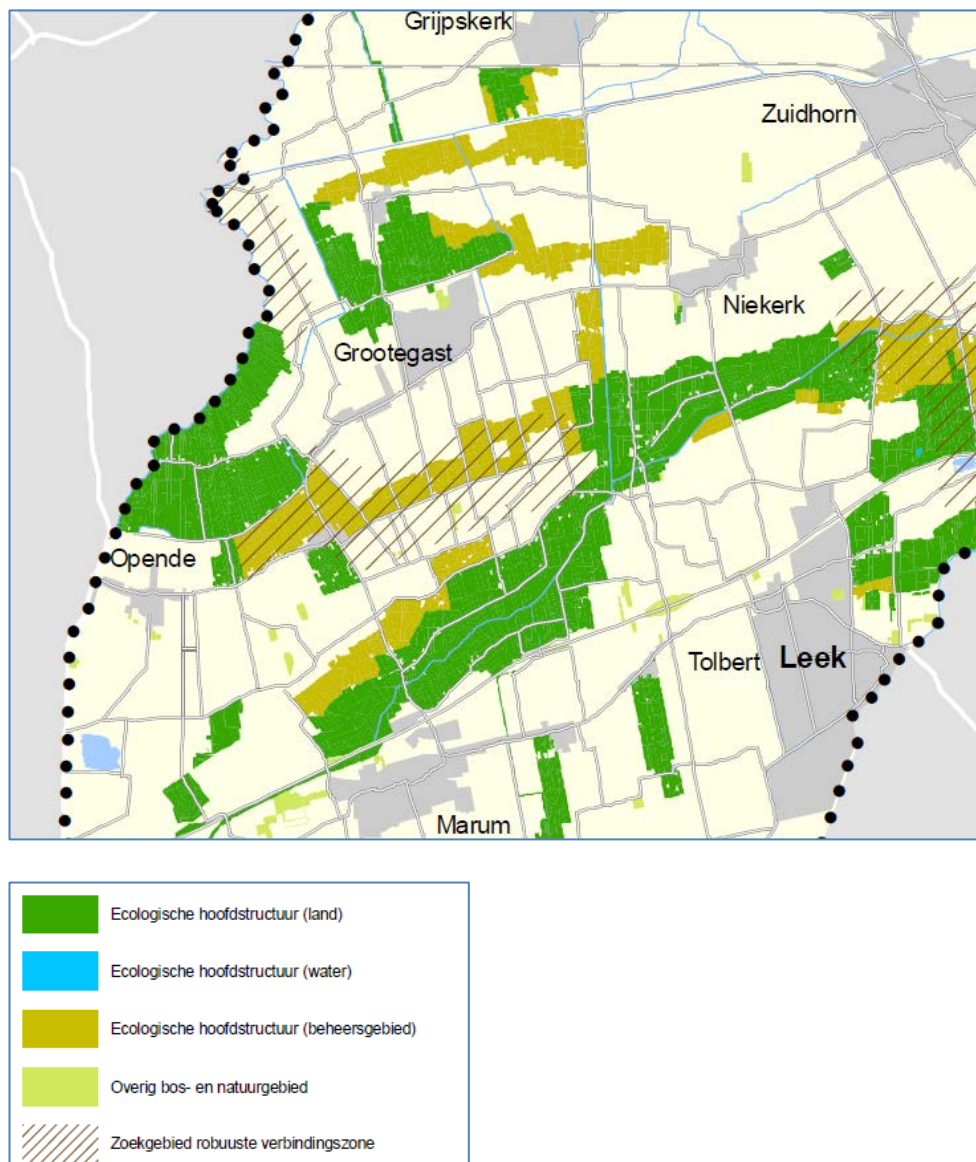 Grijpskerk
Zuidhorn
Niekerk
Grootegast
Opende
Tolbert
Leek
Marum
Ecologische hoofdstructuur (land)
Ecologische hoofdstructuur (water)
Ecologische hoofdstructuur (beheersgebied)
Overig bos- en natuurgebied
Zoekgebied robuuste verbindingszone